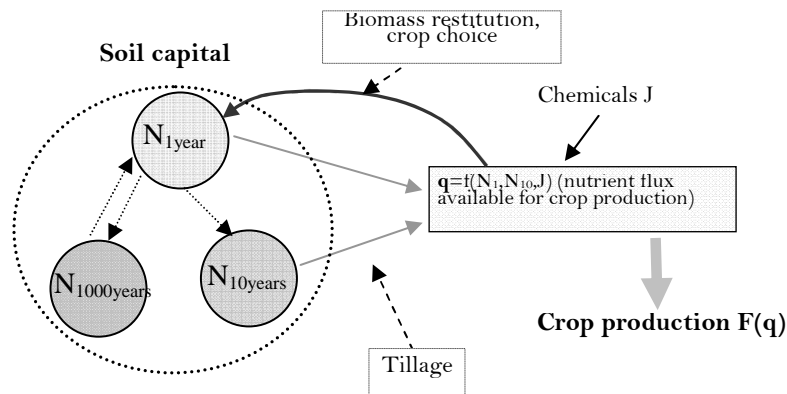 Biomass restitution,
crop choice
Soil capital
Chemicals J
N1year
q=f(N1,N10,J) (nutrient flux
available for crop production)
N1000years
N10years
Crop production F(q)
Tillage